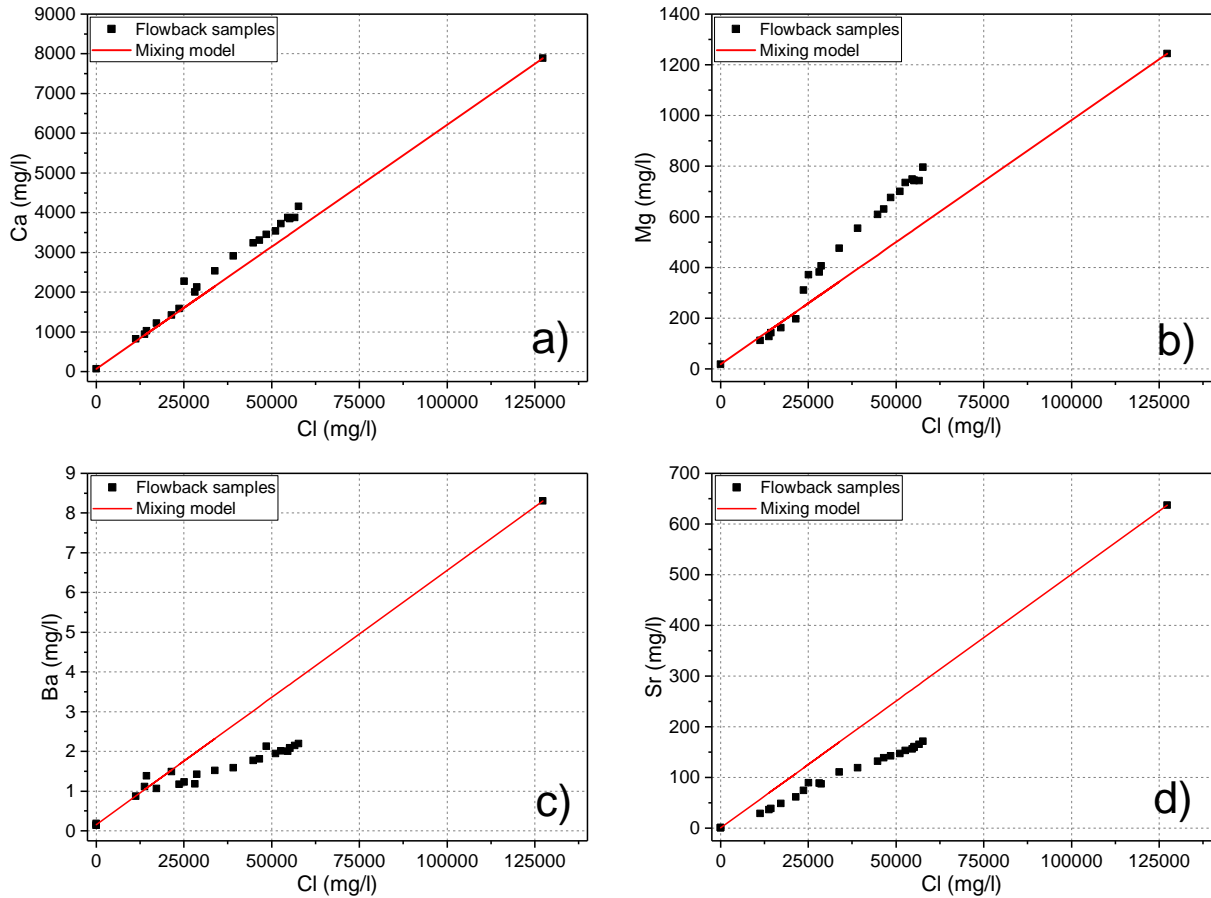 Flowback samples
Mixing model
9000
8000
7000
6000
5000
4000
3000
2000
1000
0
Ca (mg/l)
a)
0 25000 50000 75000 100000 125000
Cl (mg/l)
Flowback samples
Mixing model
1400
1200
1000
800
600
400
200
0
Mg (mg/l)
b)
0 25000 50000 75000 100000 125000
Cl (mg/l)
Flowback samples
Mixing model
9
8
7
6
5
4
3
2
1
0
Ba (mg/l)
c)
0 25000 50000 75000 100000 125000
Cl (mg/l)
Flowback samples
Mixing model
700
600
500
400
300
200
100
0
Sr (mg/l)
d)
0 25000 50000 75000 100000 125000
Cl (mg/l)